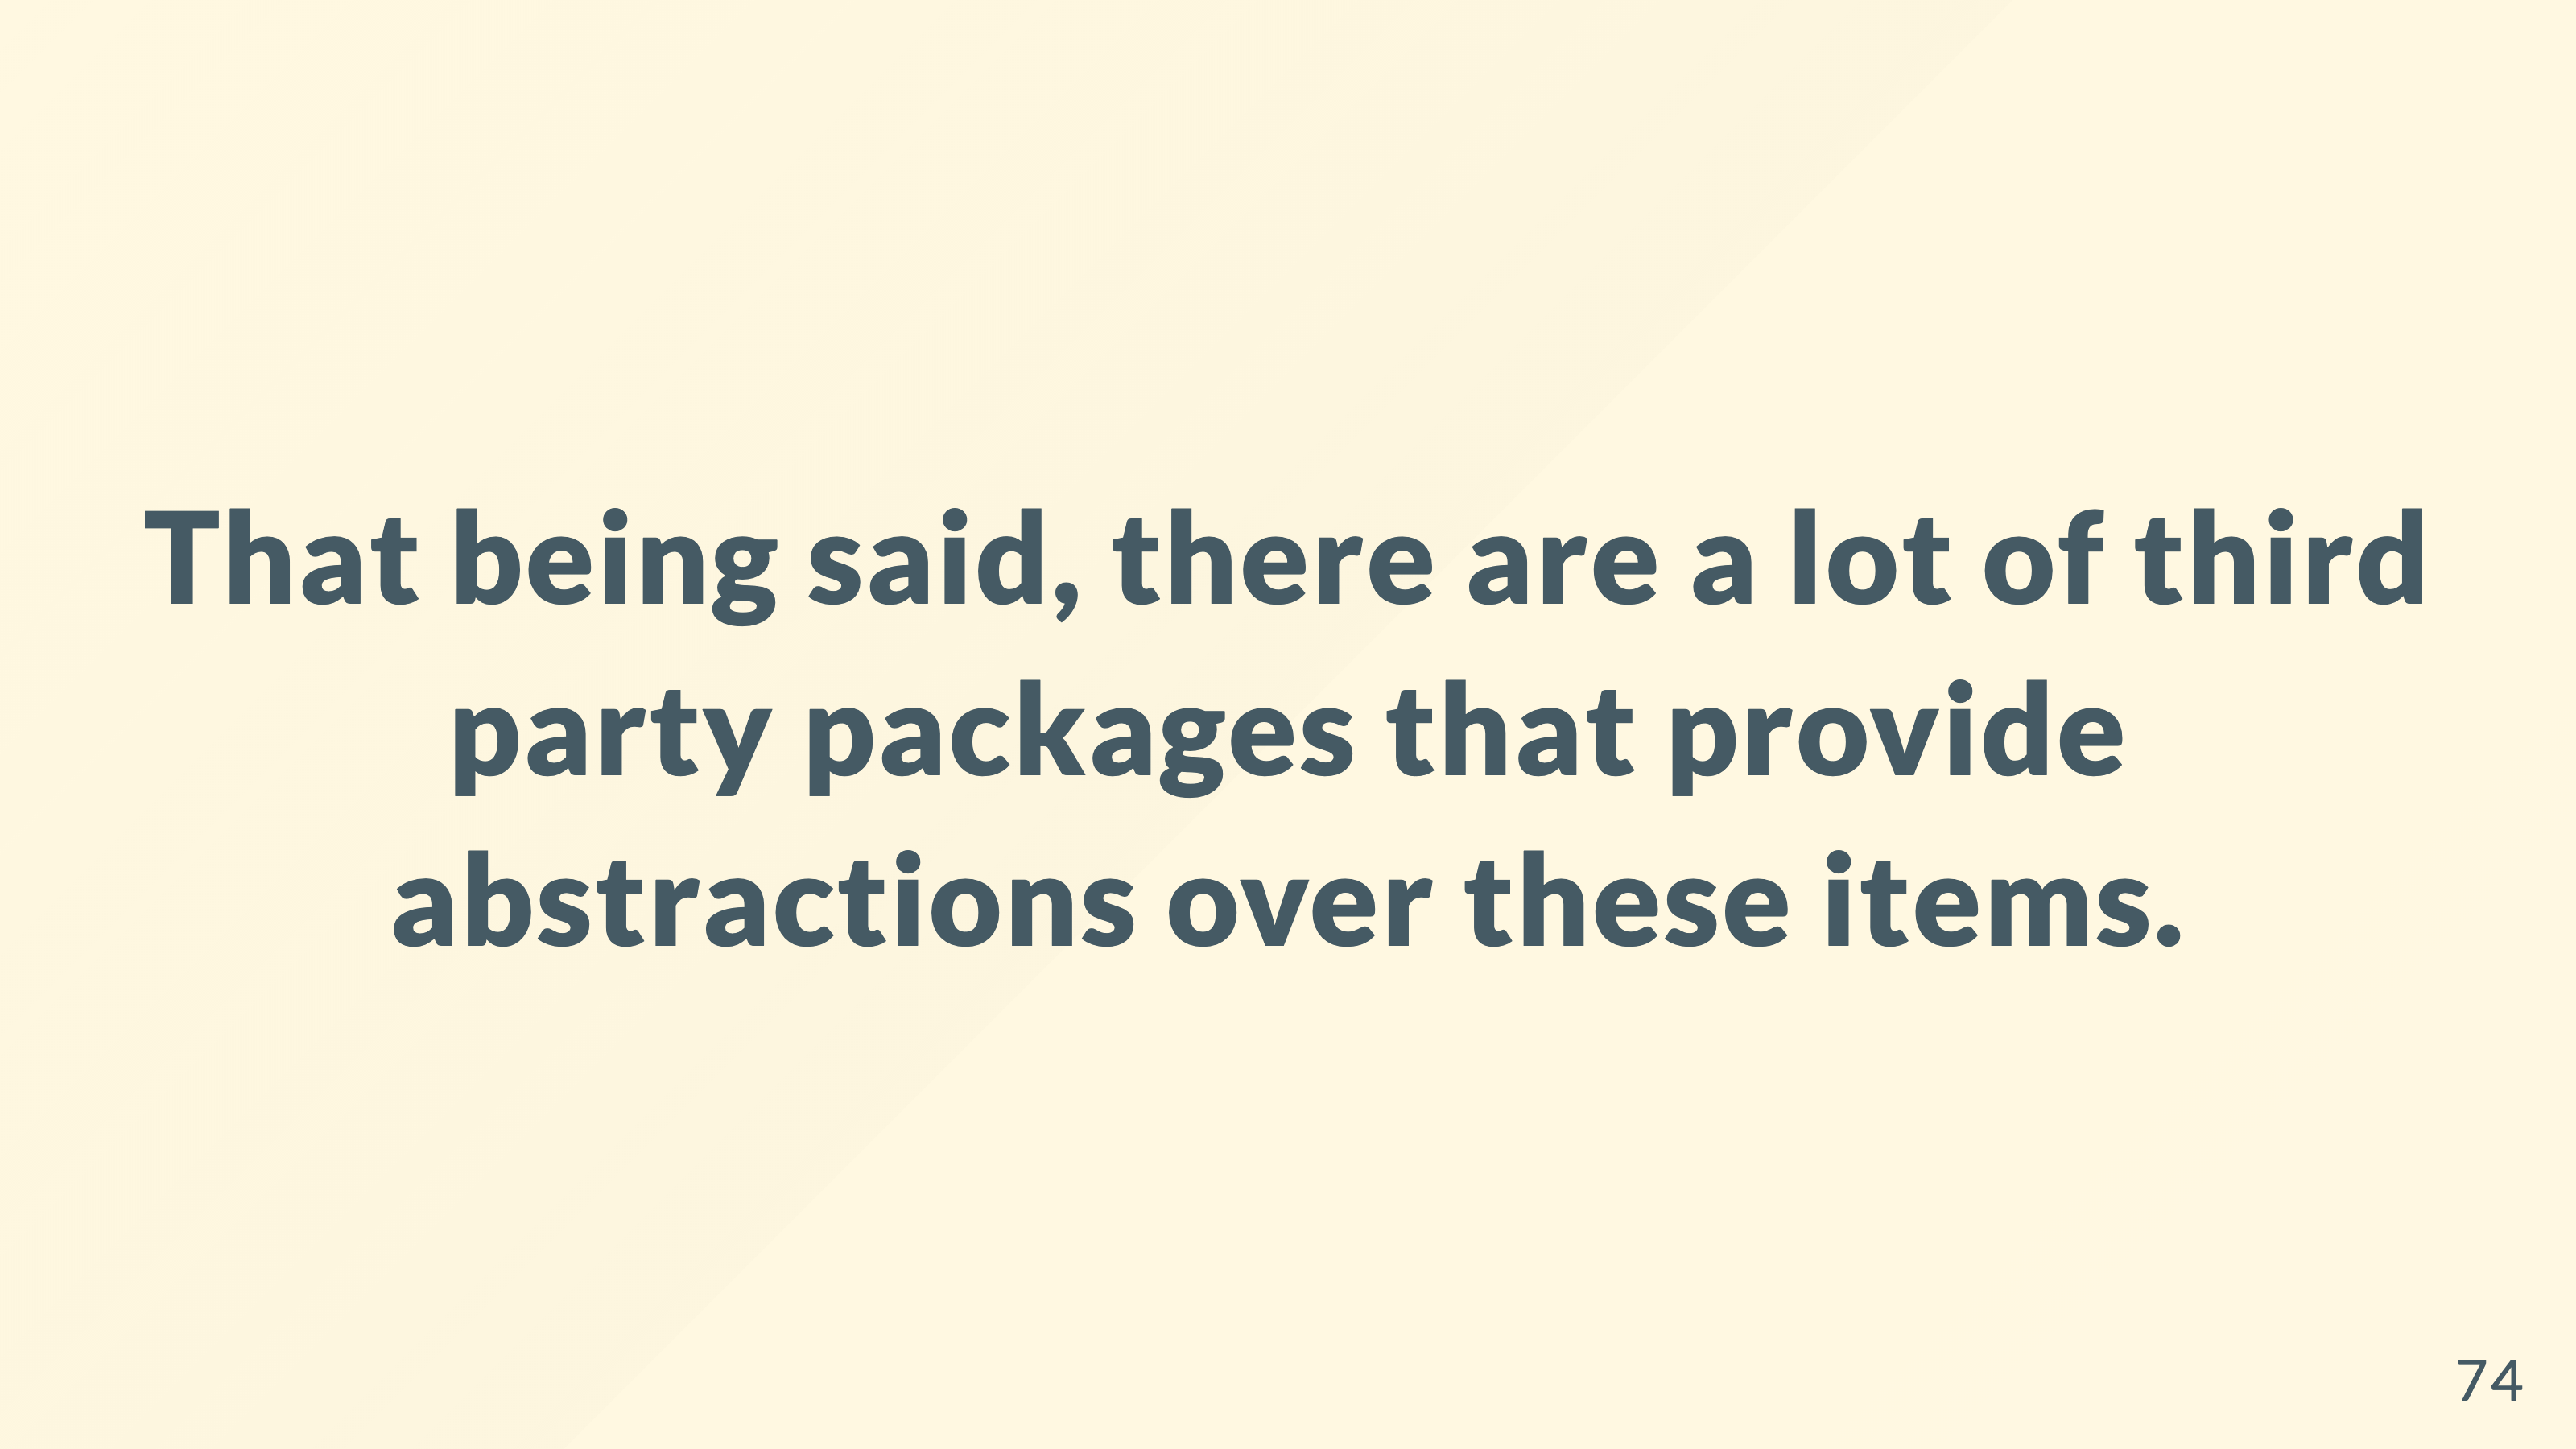 That being said, there are a lot of third
party packages that provide
abstractions over these items.
74